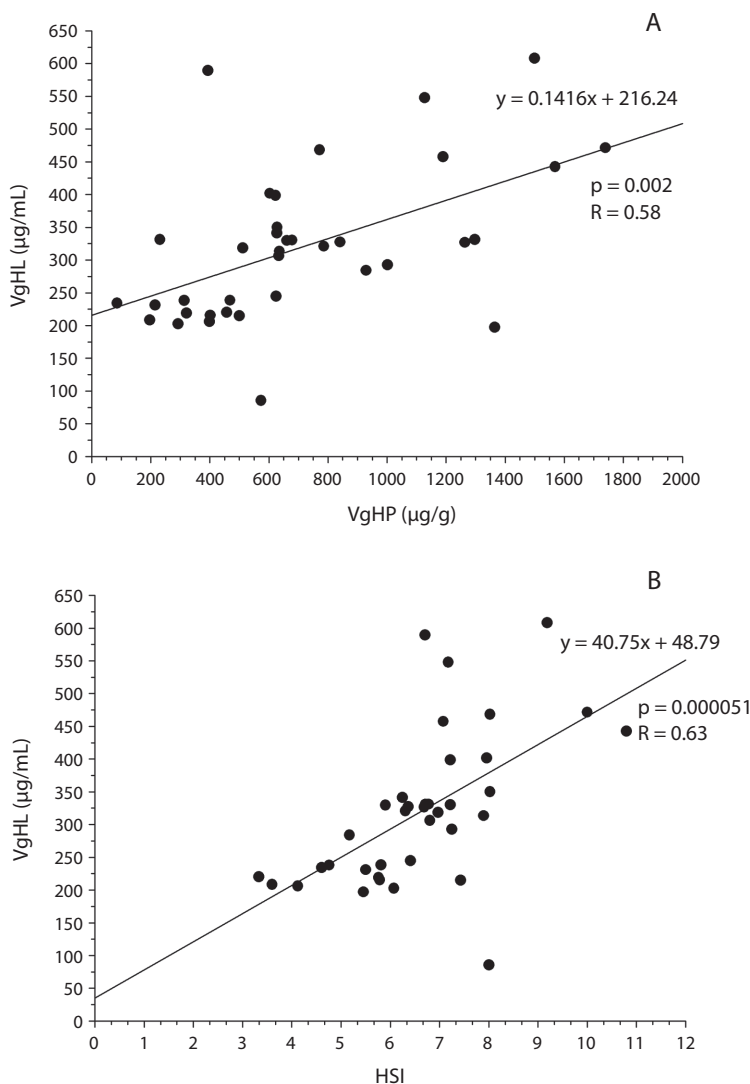 A
650
600
550
500
450
400
350
300
250
200
150
100
50
0
VgHL (µg/mL)
y = 0.1416x + 216.24
p = 0.002
R = 0.58
0 200 400 600 800 1000 1200 1400 1600 1800 2000
VgHP (µg/g)
B
650
600
550
500
450
400
350
300
250
200
150
100
50
0
VgHL (µg/mL)
y = 40.75x + 48.79
p = 0.000051
R = 0.63
0 1 2 3 4 5 6 7 8 9 10 11 12
HSI